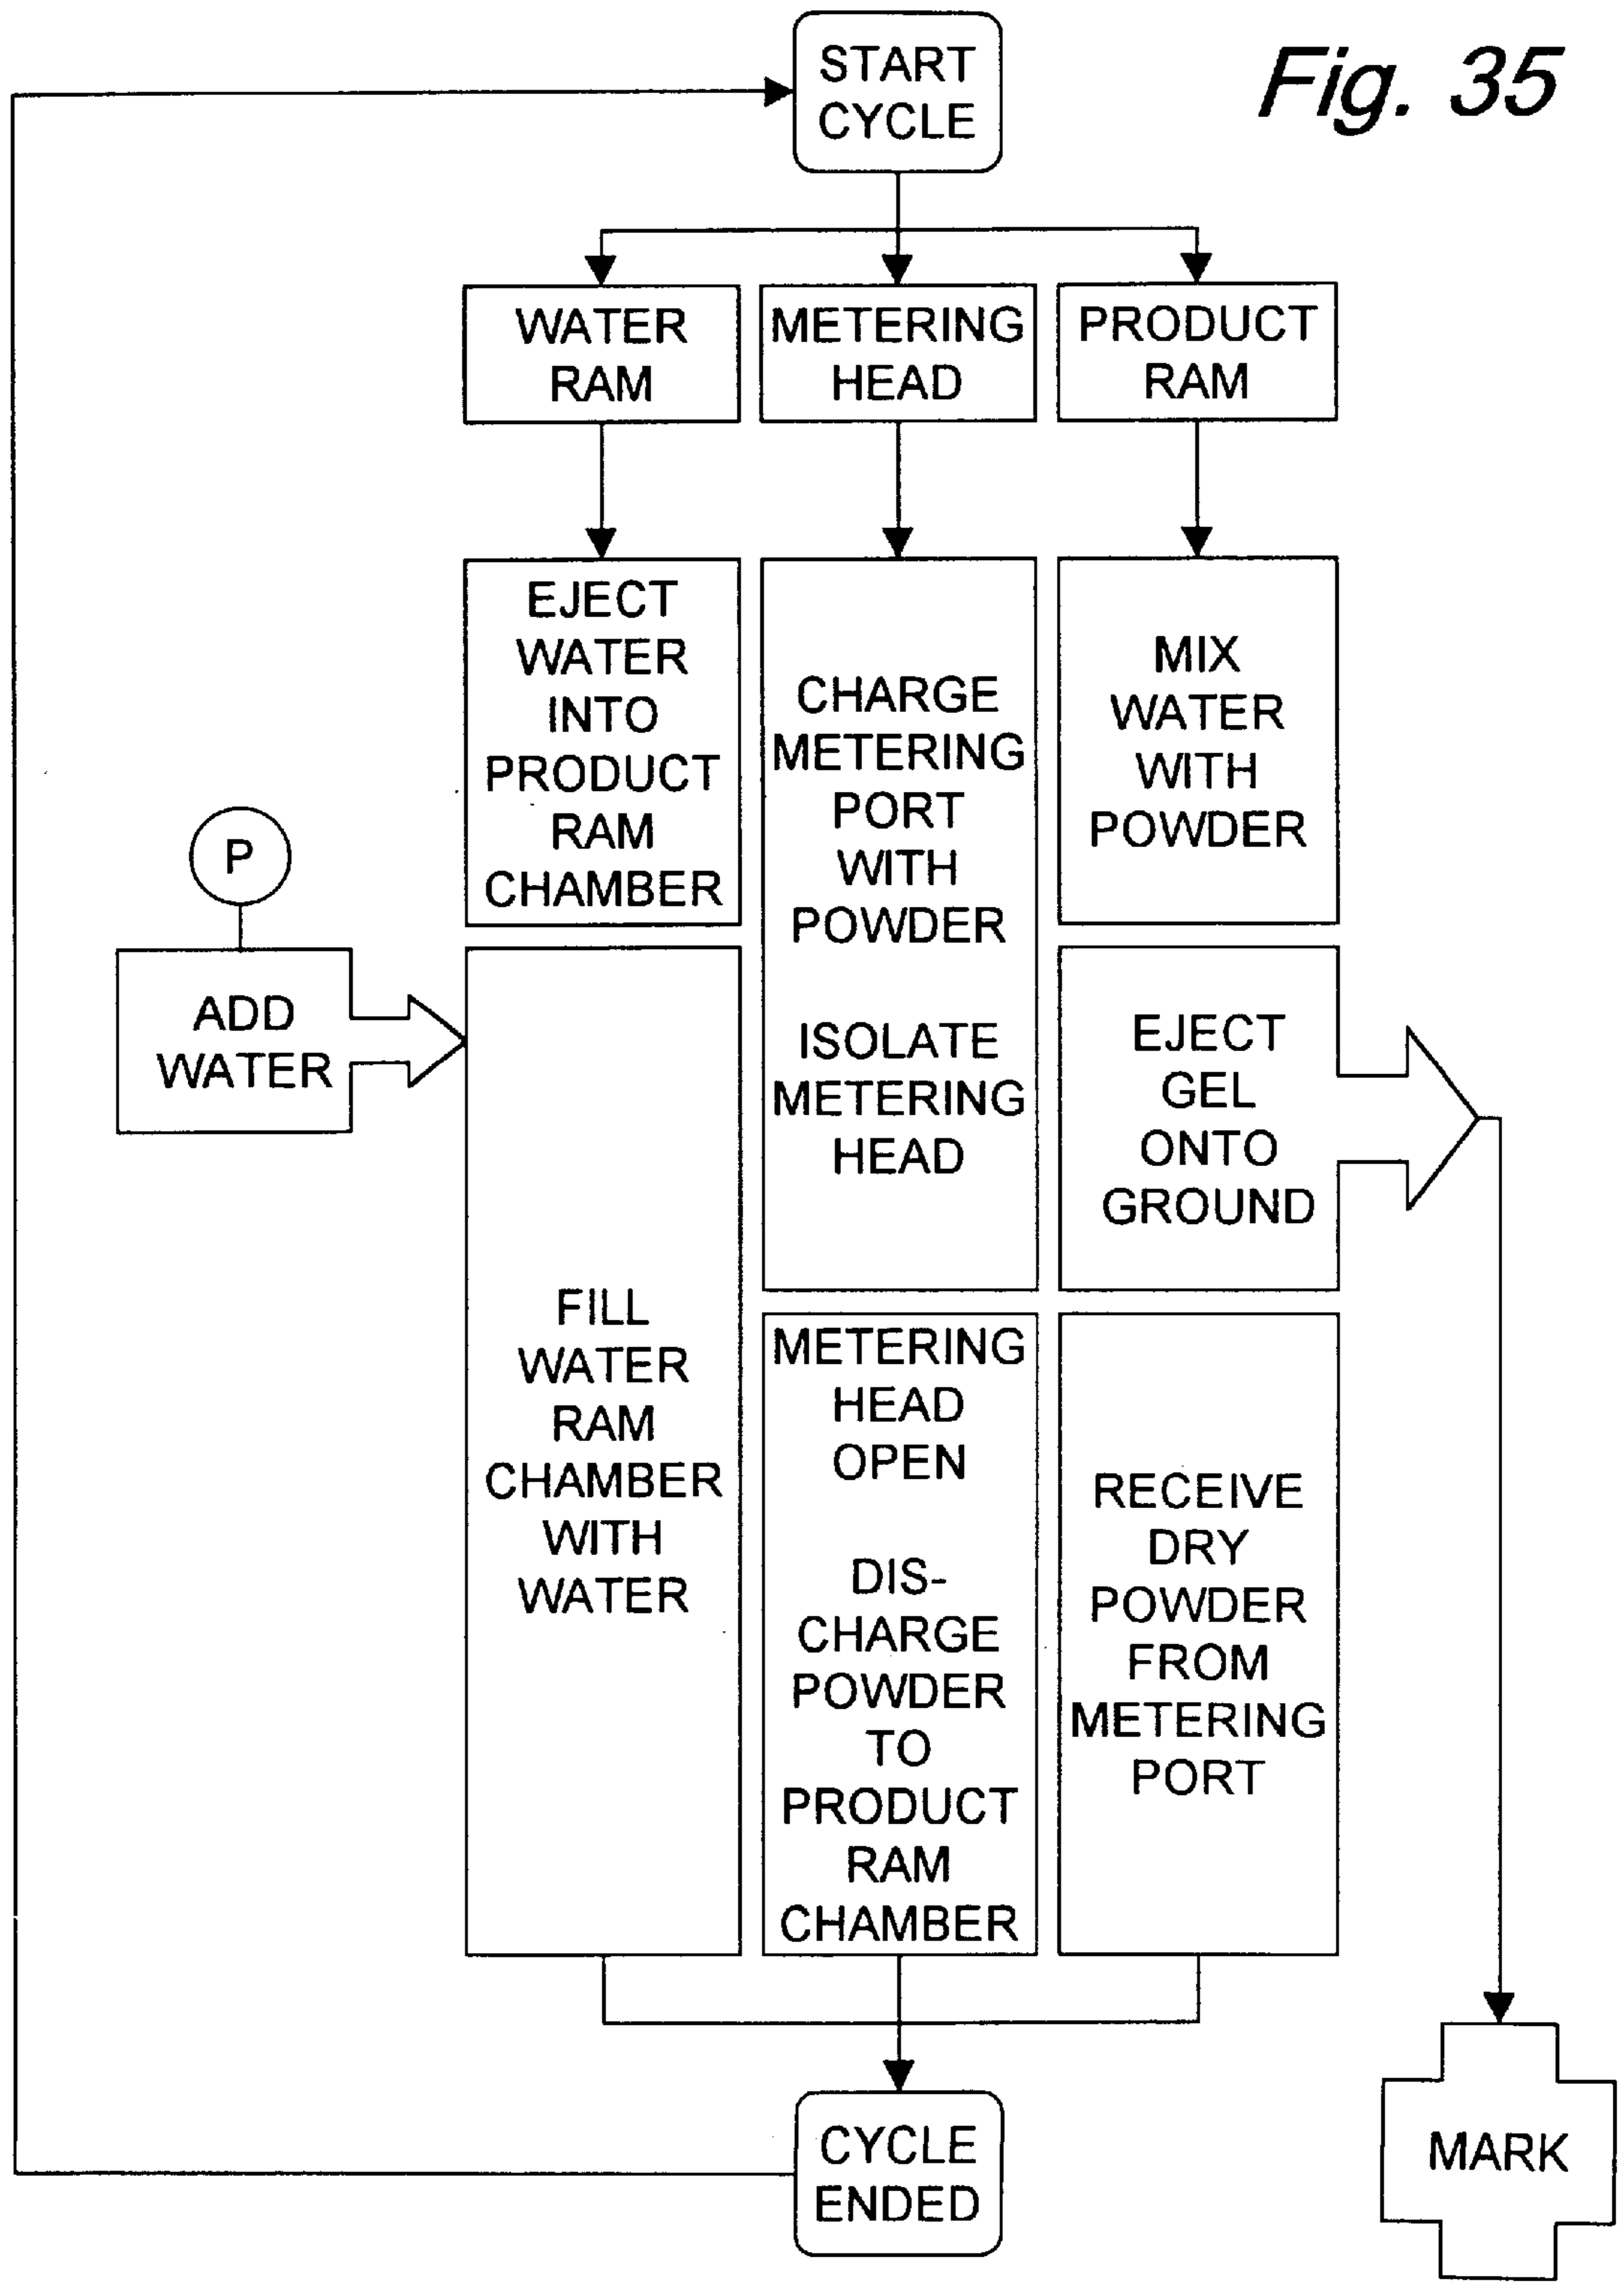 START
CYCLE
Fig. 35
WATER
RAM
METERING
HEAD
PRODUCT
RAM
EJECT
WATER
INTO
PRODUCT
RAM
CHAMBER
CHARGE
METERING
PORT
WITH
POWDER
ISOLATE
METERING
HEAD
MIX
WATER
WITH
POWDER
P
ADD
WATER
FILL
WATER
RAM
CHAMBER
WITH
WATER
EJECT
GEL
ONTO
GROUND
METERING
HEAD
OPEN
DIS-
CHARGE
POWDER
TO
PRODUCT
RAM
CHAMBER
RECEIVE
DRY
POWDER
FROM
METERING
PORT
CYCLE
ENDED
MARK